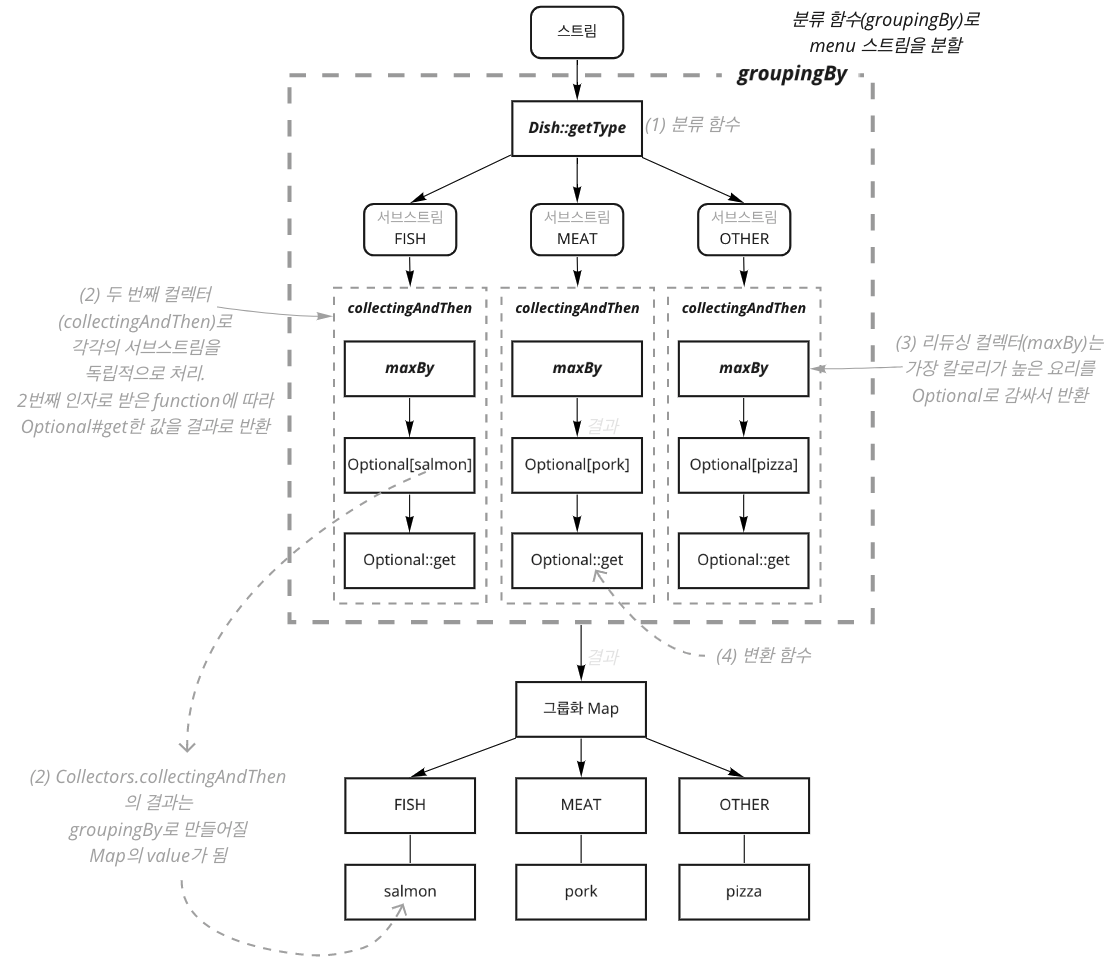 스트림
분류 함수(groupingBy)로
menu 스트림을 분할
groupingBy
Dish::getType
(1) 분류 함수
서브스트림
FISH
서브스트림
MEAT
서브스트림
OTHER
(2) 두 번째 컬렉터
(collectingAndThen)로
각각의 서브스트림을
독립적으로 처리.
2번째 인자로 받은 function에 따라
Optional#get한 값을 결과로 반환
collectingAndThen
collectingAndThen
collectingAndThen
maxBy
maxBy
maxBy
(3) 리듀싱 컬렉터(maxBy)는
가장 칼로리가 높은 요리를
Optional로 감싸서 반환
결과
Optional[salmon]
Optional[pork]
Optional[pizza]
Optional::get
Optional::get
Optional::get
결과
(4) 변환 함수
그룹화 Map
(2) Collectors.collectingAndThen
의 결과는
groupingBy로 만들어질
Map의 value가 됨
FISH
MEAT
OTHER
salmon
pork
pizza